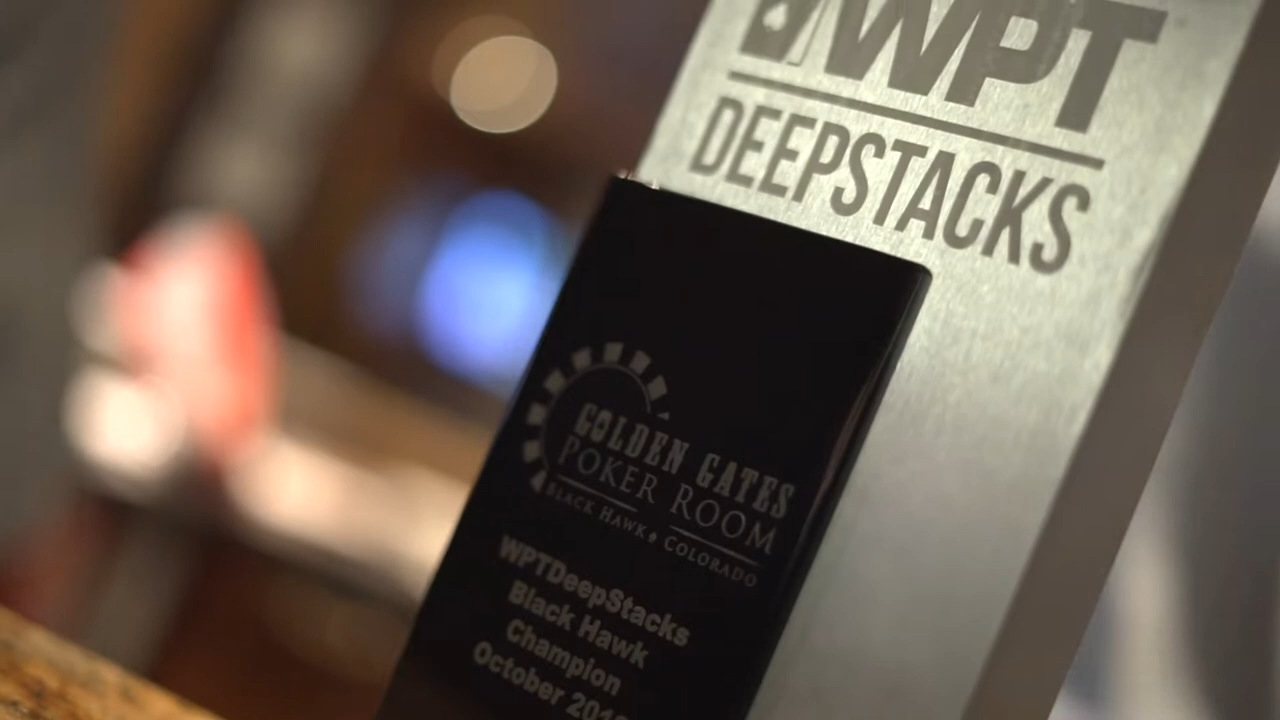 WPT
DEEPSTACKS
GOLDEN GATES
POKER ROOM
BLACK HAWK COLORADO
WPTDeepStacks
Black Hawk
Champion
October